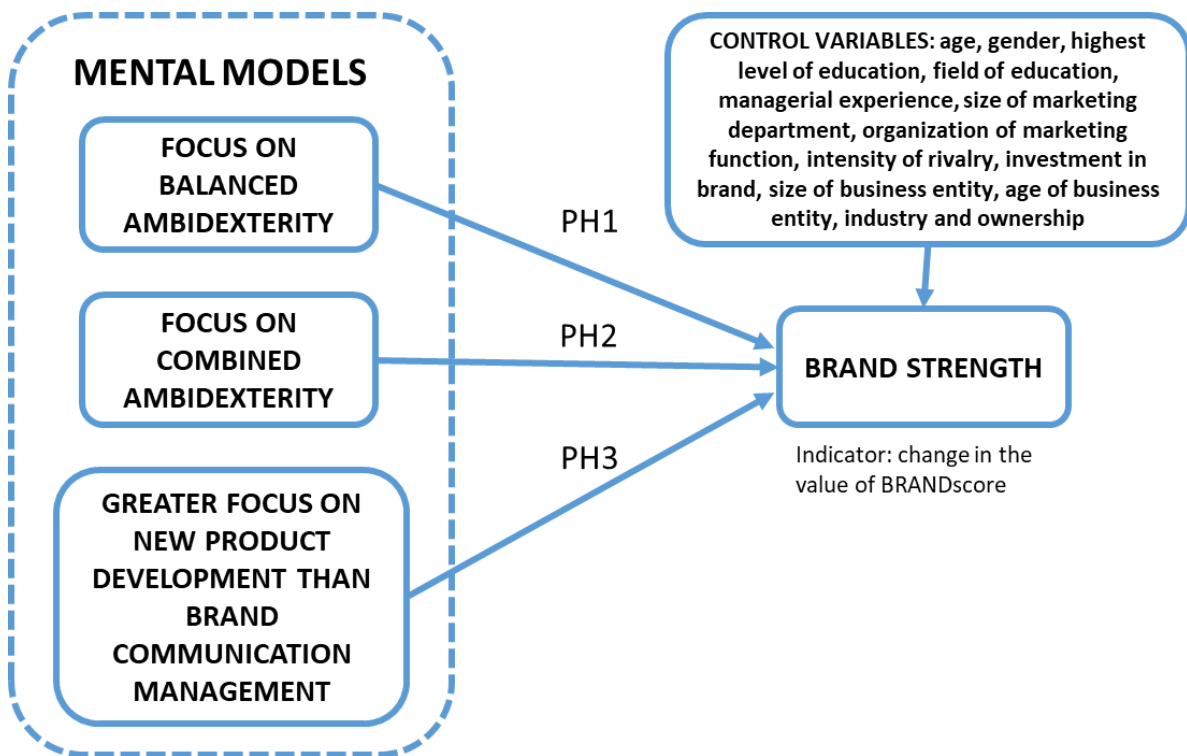 MENTAL MODELS
FOCUS ON
BALANCED
AMBIDEXTERITY
FOCUS ON
COMBINED
AMBIDEXTERITY
GREATER FOCUS ON
NEW PRODUCT
DEVELOPMENT THAN
BRAND
COMMUNICATION
MANAGEMENT
PH1
PH2
PH3
CONTROL VARIABLES: age, gender, highest
level of education, field of education,
managerial experience, size of marketing
department, organization of marketing
function, intensity of rivalry, investment in
brand, size of business entity, age of business
entity, industry and ownership
BRAND STRENGTH
Indicator: change in the
value of BRANDscore